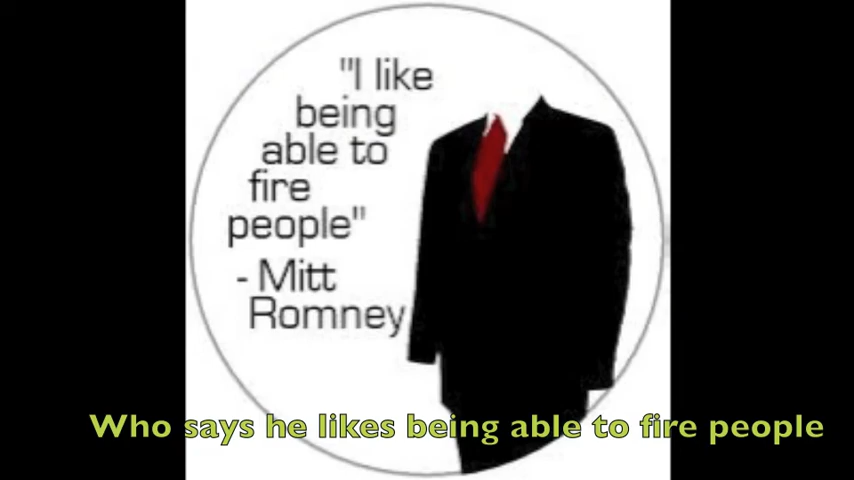 "I like
being
able to
fire
people"
- Mitt
Romney
Who says he likes being able to fire people